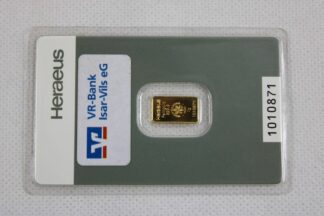 Heraeus
VR-Bank
Isar-Vils eG
1010871